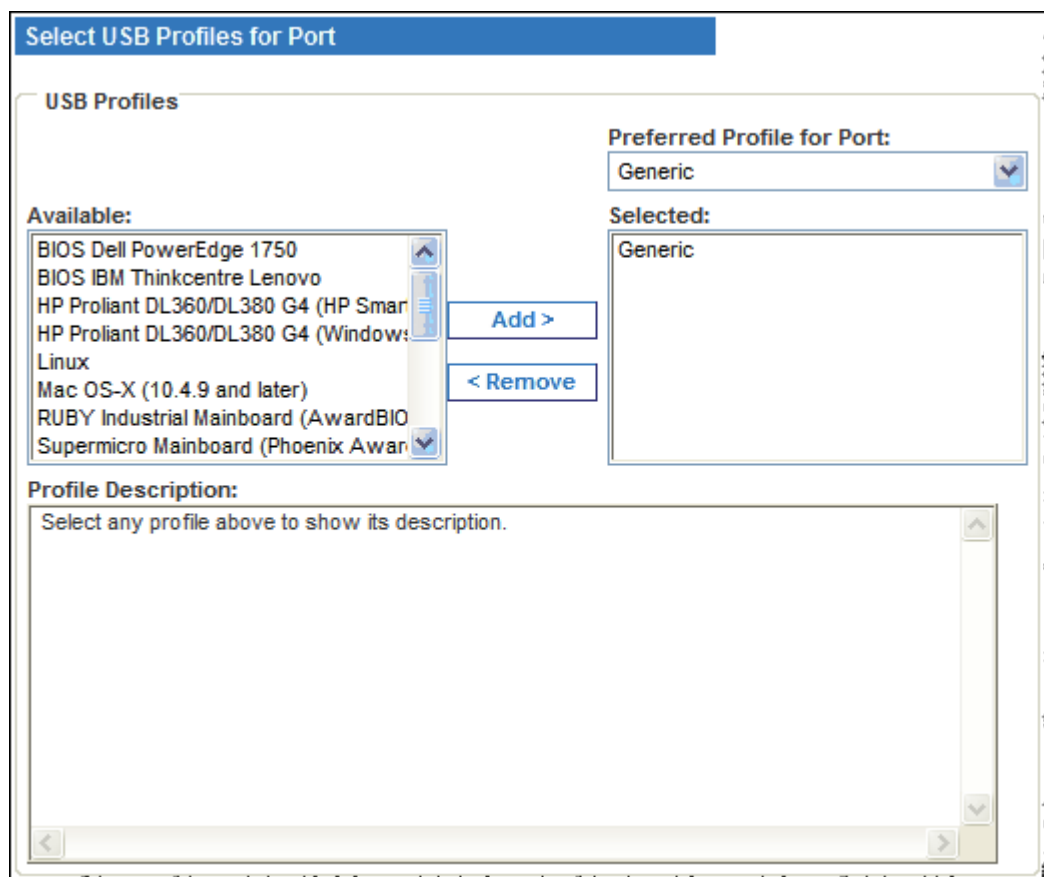 Select USB Profiles for Port
USB Profiles
Preferred Profile for Port:
Generic
Available:
Selected:
BIOS Dell PowerEdge 1750
BIOS IBM Thinkcentre Lenovo
HP Proliant DL360/DL380 G4 (HP Smar
HP Proliant DL360/DL380 G4 (Windows
Linux
Mac OS-X (10.4.9 and later)
RUBY Industrial Mainboard (AwardBIO
Supermicro Mainboard (Phoenix Awar
Add >
< Remove
Generic
Profile Description:
Select any profile above to show its description.